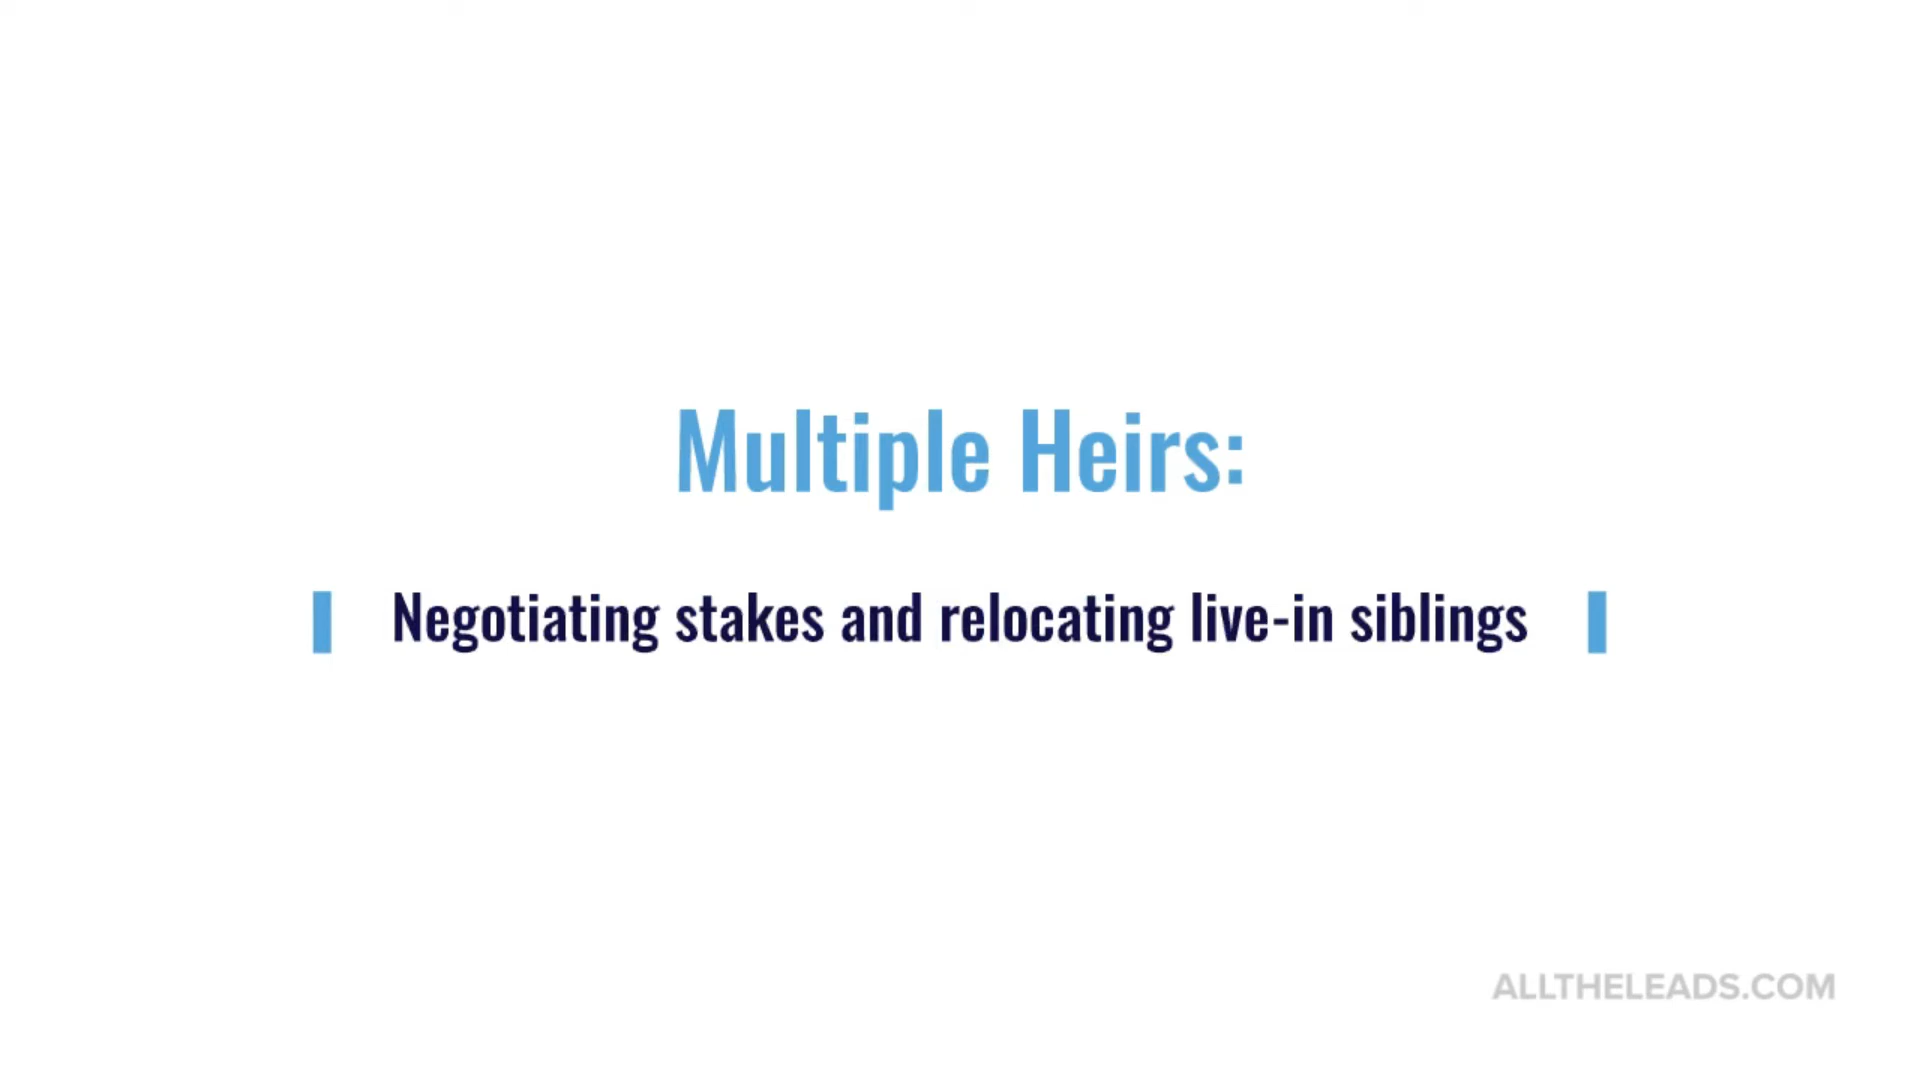 Multiple Heirs:
Negotiating stakes and relocating live-in siblings
ALLTHELEADS.COM